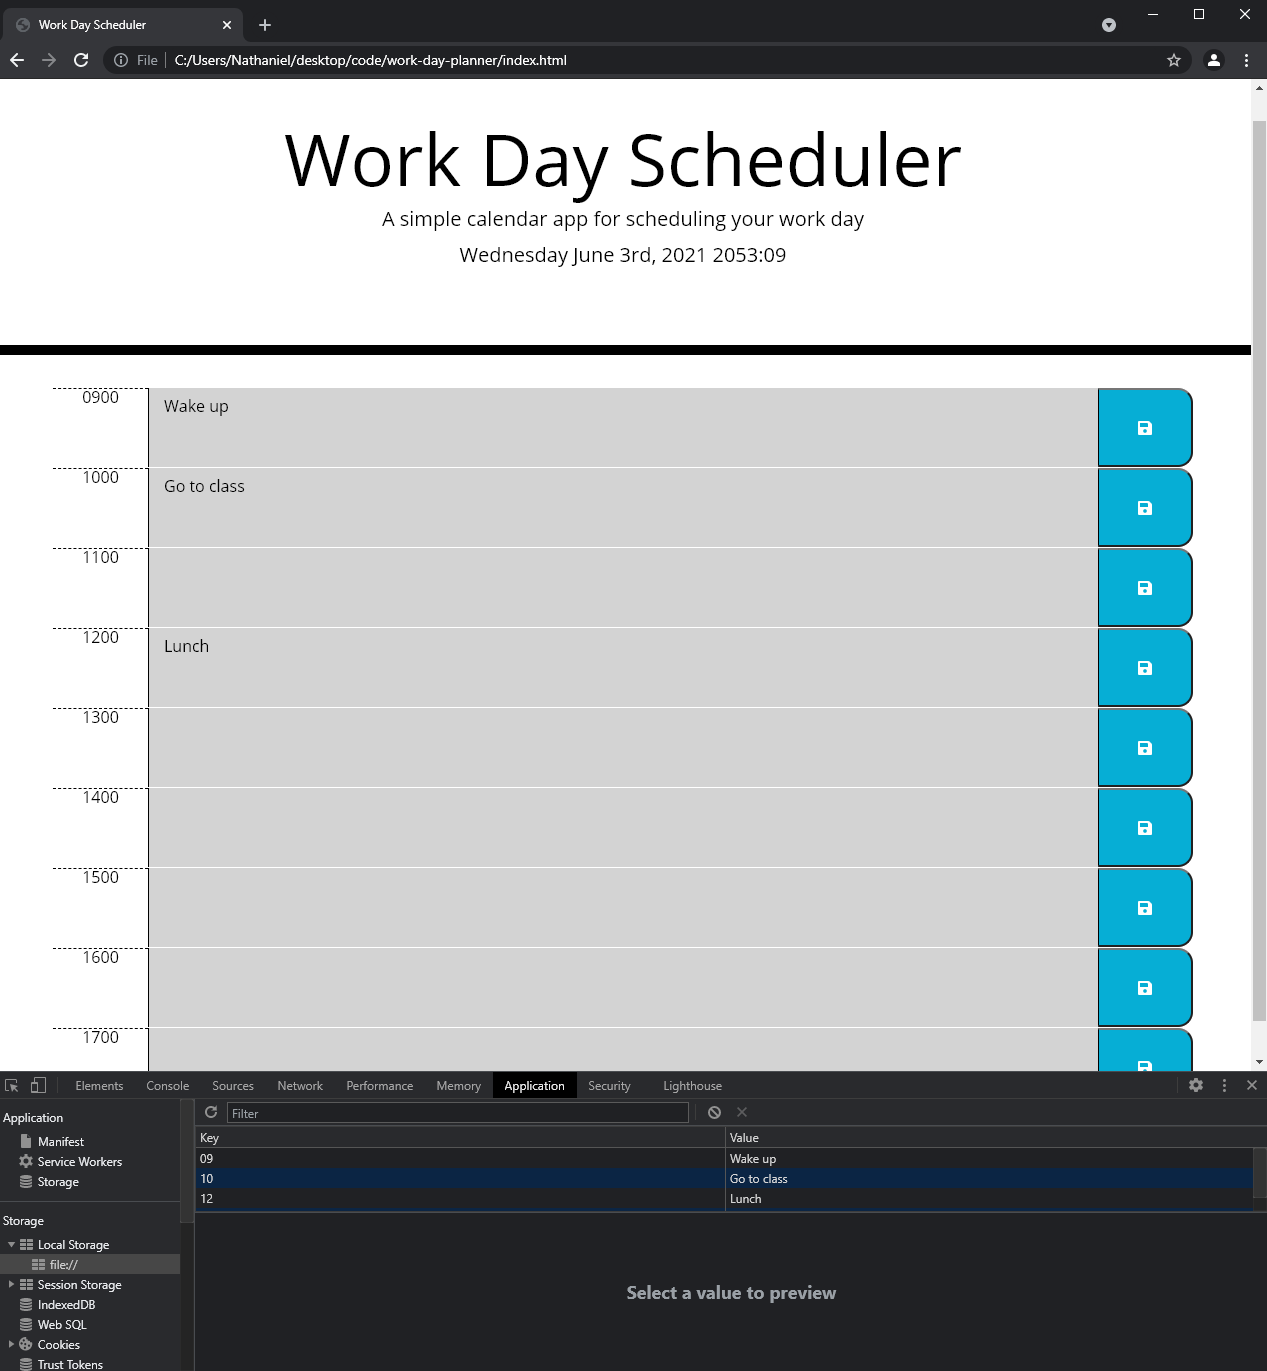 Work Day Scheduler
File C:/Users/Nathaniel/desktop/code/work-day-planner/index.html
Work Day Scheduler
A simple calendar app for scheduling your work day
Wednesday June 3rd, 2021 2053:09
0900 Wake up
1000 Go to class
1100
1200 Lunch
1300
1400
1500
1600
1700
Elements Console Sources Network Performance Memory Application Security Lighthouse
Application
Manifest
Service Workers
Storage
Storage
Local Storage
file://
Session Storage
IndexedDB
Web SQL
Cookies
Trust Tokens
Filter
Key Value
09 Wake up
10 Go to class
12 Lunch
Select a value to preview